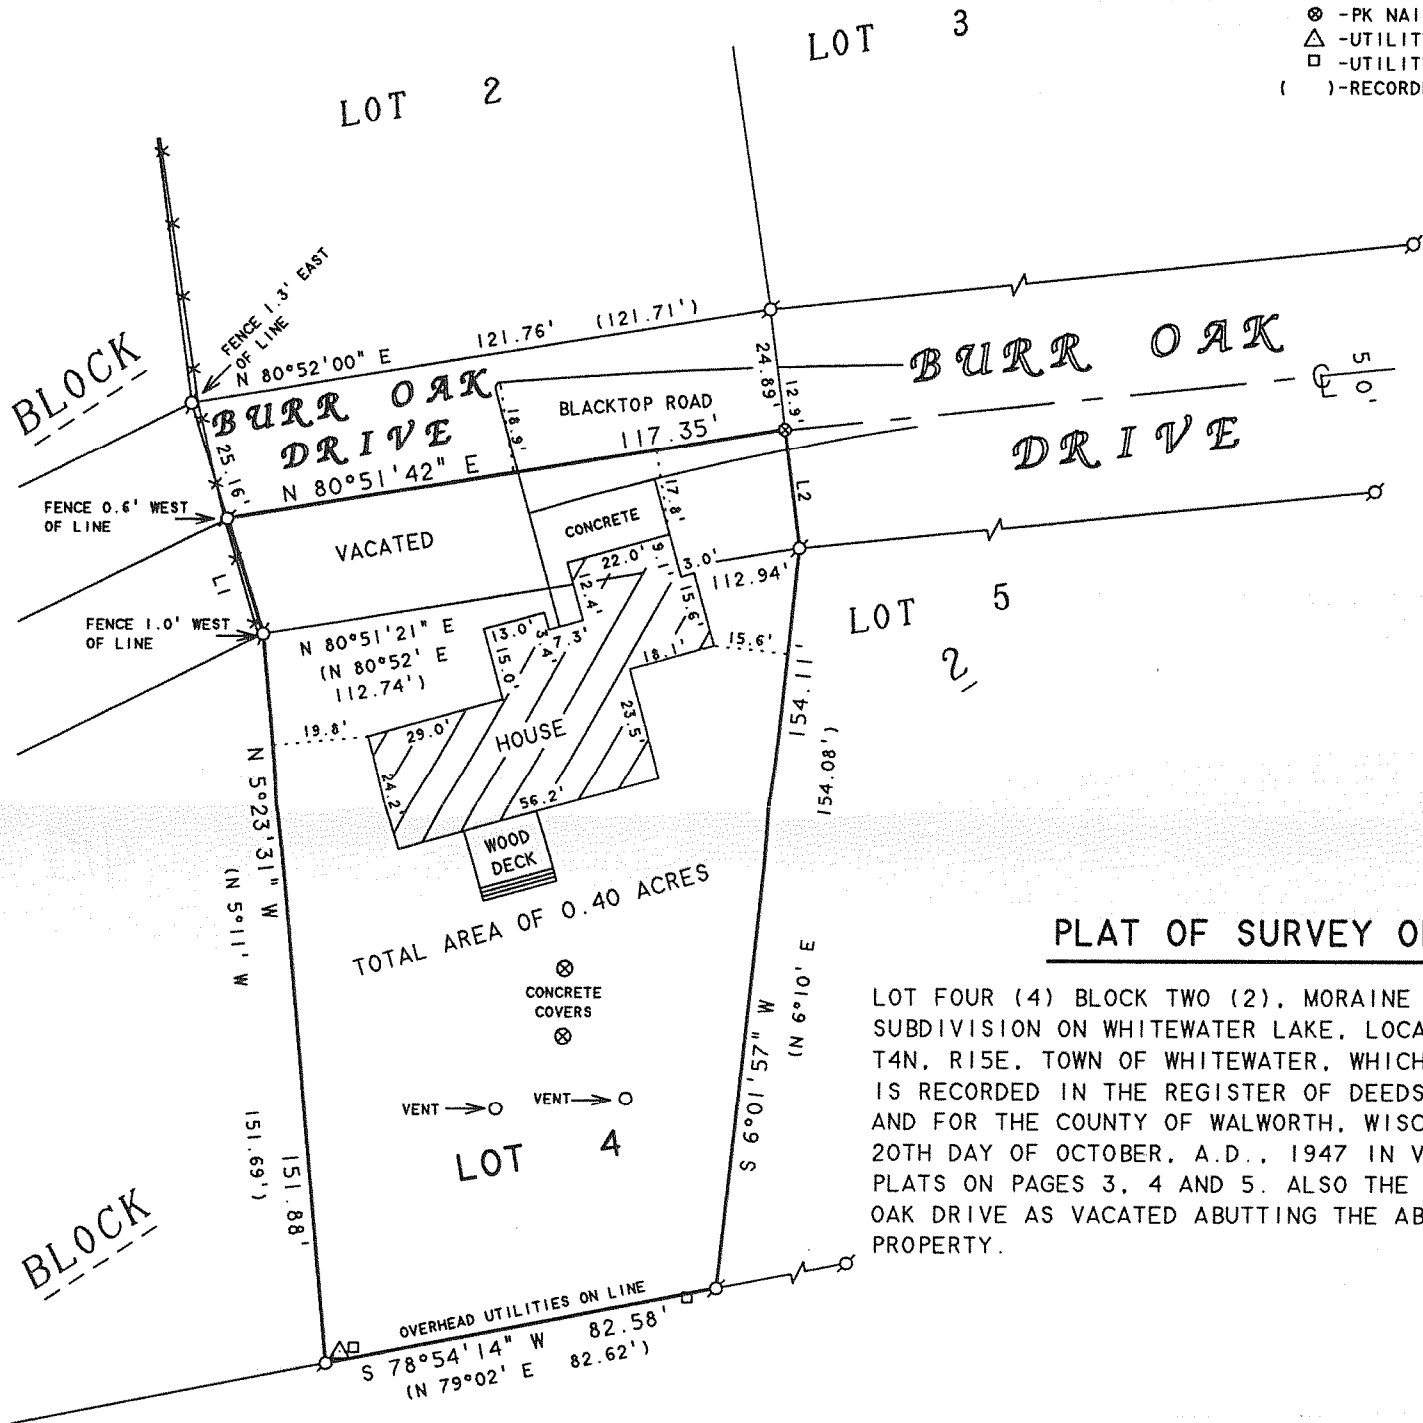 ⊗ -PK NAI
△ -UTILIT
□ -UTILIT
( )-RECORD
LOT 3
LOT 2
BLOCK
FENCE 1.3' EAST
OF LINE
N 80°52'00" E
121.76' (121.71')
BURR OAK
DRIVE
25.16'
18.9'
BLACKTOP ROAD
24.89'
12.9'
BURR OAK
DRIVE
℄
50'
117.35'
N 80°51'42" E
FENCE 0.6' WEST
OF LINE
VACATED
L1
L2
CONCRETE
17.8'
22.0'
9.1'
3.0'
112.94'
12.4'
15.6'
FENCE 1.0' WEST
OF LINE
N 80°51'21" E
(N 80°52' E
112.74')
13.0'
3.4'
7.3'
15.0'
18.1'
15.6'
LOT 5
2
19.8'
29.0'
HOUSE
23.5'
24.2'
56.2'
154.11'
154.08')
WOOD
DECK
N 5°23'31" W
(N 5°11' W
TOTAL AREA OF 0.40 ACRES
CONCRETE
COVERS
VENT
VENT
LOT 4
S 6°01'57" W
(N 6°10' E
151.69')
151.88'
BLOCK
OVERHEAD UTILITIES ON LINE
S 78°54'14" W 82.58'
(N 79°02' E 82.62')
PLAT OF SURVEY O
LOT FOUR (4) BLOCK TWO (2), MORAINE
SUBDIVISION ON WHITEWATER LAKE, LOCA
T4N, R15E, TOWN OF WHITEWATER, WHICH
IS RECORDED IN THE REGISTER OF DEEDS
AND FOR THE COUNTY OF WALWORTH, WISC
20TH DAY OF OCTOBER, A.D., 1947 IN V
PLATS ON PAGES 3, 4 AND 5. ALSO THE
OAK DRIVE AS VACATED ABUTTING THE AB
PROPERTY.